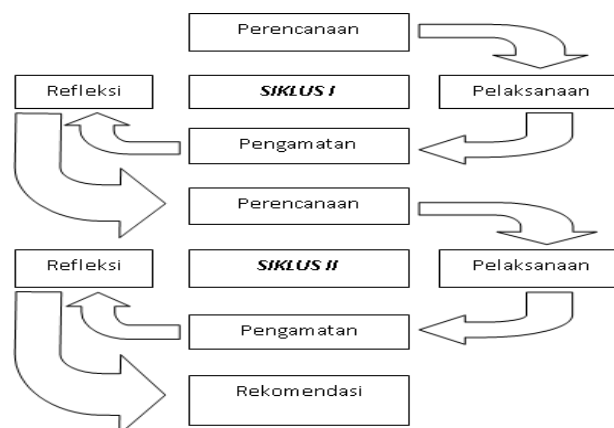 Perencanaan
Refleksi
SIKLUS I
Pelaksanaan
Pengamatan
Perencanaan
Refleksi
SIKLUS II
Pelaksanaan
Pengamatan
Rekomendasi